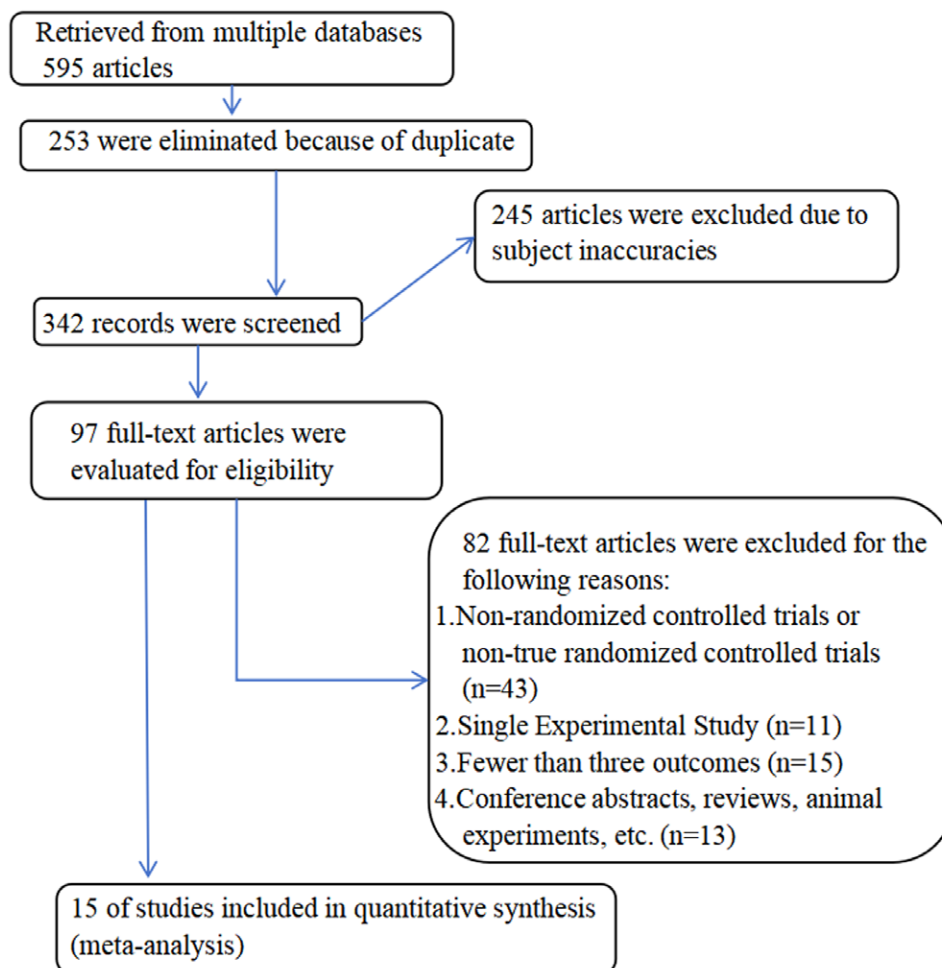 Retrieved from multiple databases
595 articles
253 were eliminated because of duplicate
245 articles were excluded due to
subject inaccuracies
342 records were screened
97 full-text articles were
evaluated for eligibility
82 full-text articles were excluded for the
following reasons:
1.Non-randomized controlled trials or
non-true randomized controlled trials
(n=43)
2.Single Experimental Study (n=11)
3.Fewer than three outcomes (n=15)
4.Conference abstracts, reviews, animal
experiments, etc. (n=13)
15 of studies included in quantitative synthesis
(meta-analysis)